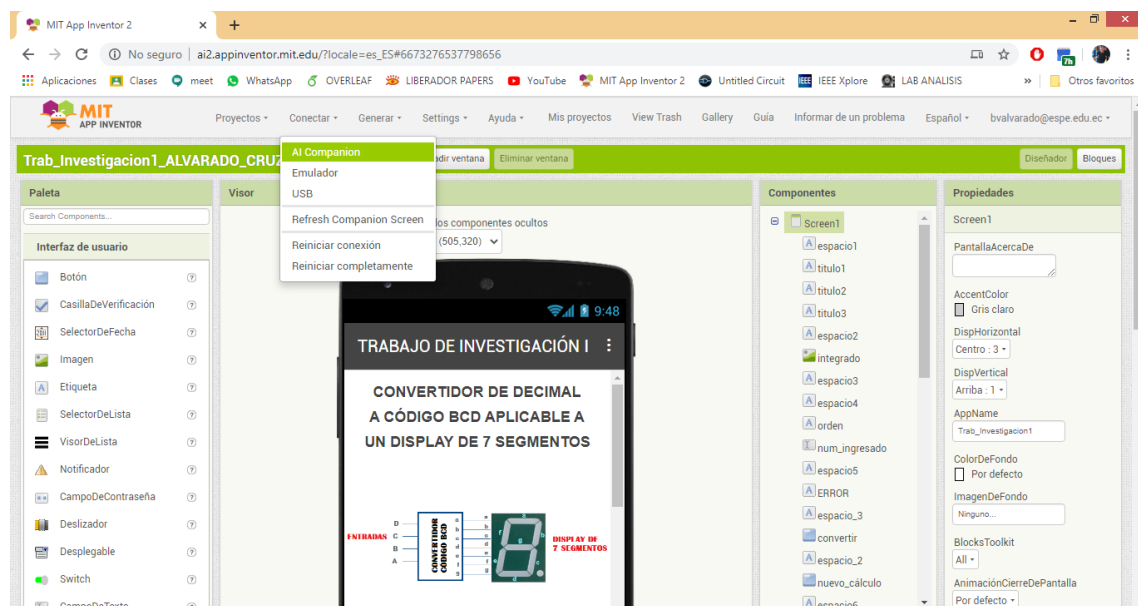 MIT App Inventor 2
No seguro | ai2.appinventor.mit.edu/?locale=es_ES#6673276537798656
Aplicaciones Clases meet WhatsApp OVERLEAF LIBERADOR PAPERS YouTube MIT App Inventor 2 Untitled Circuit IEEE Xplore LAB ANALISIS » Otros favoritos
MIT
APP INVENTOR
Proyectos Conectar Generar Settings Ayuda Mis proyectos View Trash Gallery Guía Informar de un problema Español bvalvarado@espe.edu.ec
Trab_Investigacion1_ALVARADO_CRUZ
adir ventana Eliminar ventana Diseñador Bloques
AI Companion
Emulador
USB
Refresh Companion Screen
Reiniciar conexión
Reiniciar completamente
Paleta
Search Components...
Interfaz de usuario
Botón
CasillaDeVerificación
SelectorDeFecha
Imagen
Etiqueta
SelectorDeLista
VisorDeLista
Notificador
CampoDeContraseña
Deslizador
Desplegable
Switch
CampoDeTexto
Visor
los componentes ocultos
(505,320)
9:48
TRABAJO DE INVESTIGACIÓN I
CONVERTIDOR DE DECIMAL
A CÓDIGO BCD APLICABLE A
UN DISPLAY DE 7 SEGMENTOS
ENTRADAS
D
C
B
A
CONVERTIDOR
CÓDIGO BCD
a
b
c
d
e
f
g
DISPLAY DE
7 SEGMENTOS
Componentes
Screen1
espacio1
titulo1
titulo2
titulo3
espacio2
integrado
espacio3
espacio4
orden
num_ingresado
espacio5
ERROR
espacio_3
convertir
espacio_2
nuevo_cálculo
espacio6
Propiedades
Screen1
PantallaAcercaDe
AccentColor
Gris claro
DispHorizontal
Centro : 3
DispVertical
Arriba : 1
AppName
Trab_Investigacion1
ColorDeFondo
Por defecto
ImagenDeFondo
Ninguno...
BlocksToolkit
All
AnimaciónCierreDePantalla
Por defecto